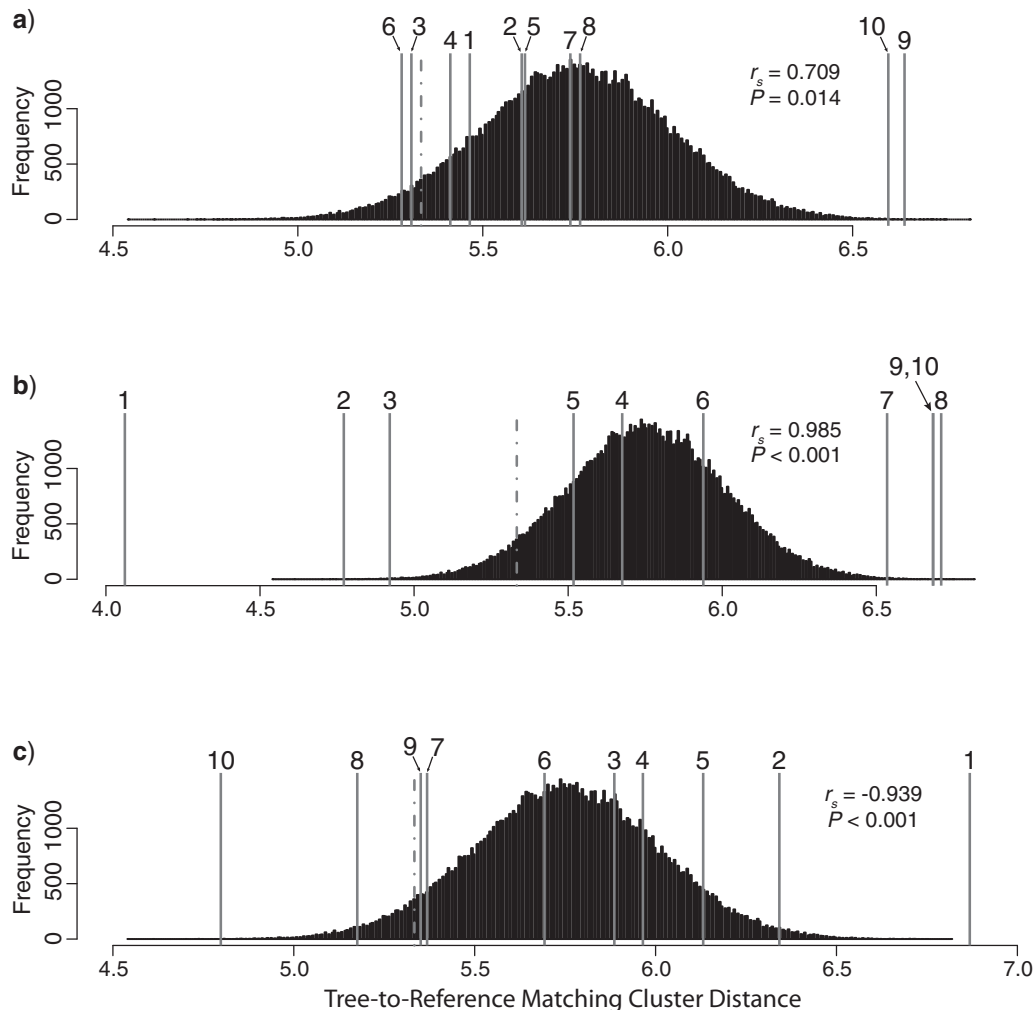 a)
6 3 4 1 2 5 7 8 10 9
r_s = 0.709
P = 0.014
Frequency
0 500 1000
4.5 5.0 5.5 6.0 6.5
b)
1 2 3 5 4 6 7 9,10 8
r_s = 0.985
P < 0.001
Frequency
0 500 1000
4.0 4.5 5.0 5.5 6.0 6.5
c)
10 8 9 7 6 3 4 5 2 1
r_s = -0.939
P < 0.001
Frequency
0 500 1000
4.5 5.0 5.5 6.0 6.5 7.0
Tree-to-Reference Matching Cluster Distance